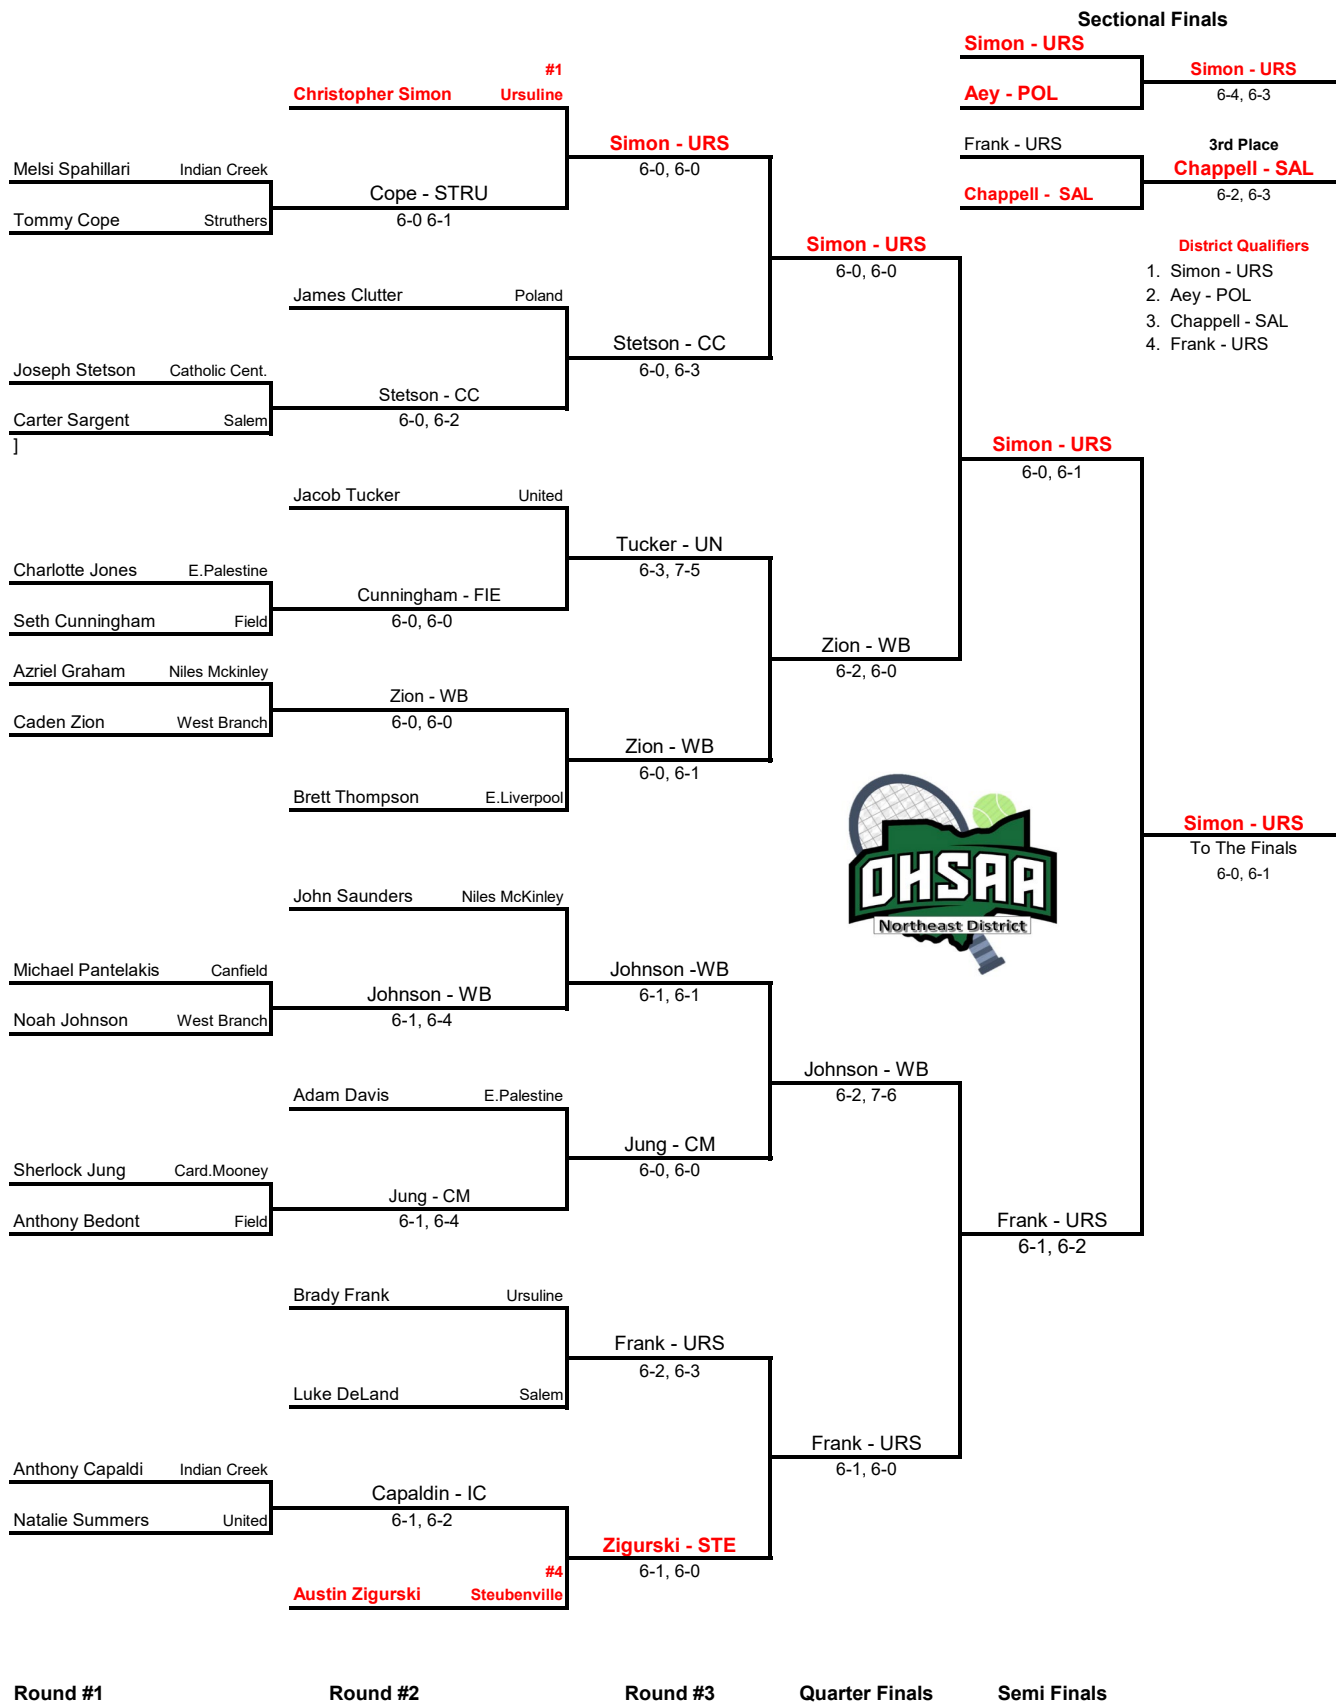 Sectional Finals
Simon - URS
#1
Simon - URS
Christopher Simon Ursuline
Aey - POL
6-4, 6-3
Simon - URS
Frank - URS
3rd Place
Melsi Spahillari Indian Creek
6-0, 6-0
Chappell - SAL
Cope - STRU
Chappell - SAL
6-2, 6-3
Tommy Cope Struthers
6-0 6-1
Simon - URS
District Qualifiers
6-0, 6-0
1. Simon - URS
James Clutter Poland
2. Aey - POL
3. Chappell - SAL
Stetson - CC
4. Frank - URS
Joseph Stetson Catholic Cent.
6-0, 6-3
Stetson - CC
Carter Sargent Salem
6-0, 6-2
]
Simon - URS
6-0, 6-1
Jacob Tucker United
Tucker - UN
Charlotte Jones E.Palestine
6-3, 7-5
Cunningham - FIE
Seth Cunningham Field
6-0, 6-0
Zion - WB
Azriel Graham Niles Mckinley
6-2, 6-0
Zion - WB
Caden Zion West Branch
6-0, 6-0
Zion - WB
6-0, 6-1
Brett Thompson E.Liverpool
Simon - URS
To The Finals
6-0, 6-1
OHSAA
Northeast District
John Saunders Niles McKinley
Michael Pantelakis Canfield
Johnson -WB
6-1, 6-1
Johnson - WB
Noah Johnson West Branch
6-1, 6-4
Johnson - WB
6-2, 7-6
Adam Davis E.Palestine
Jung - CM
Sherlock Jung Card.Mooney
6-0, 6-0
Jung - CM
Anthony Bedont Field
6-1, 6-4
Frank - URS
6-1, 6-2
Brady Frank Ursuline
Frank - URS
6-2, 6-3
Luke DeLand Salem
Frank - URS
Anthony Capaldi Indian Creek
6-1, 6-0
Capaldin - IC
Natalie Summers United
6-1, 6-2
Zigurski - STE
#4
6-1, 6-0
Austin Zigurski Steubenville
Round #1 Round #2 Round #3 Quarter Finals Semi Finals